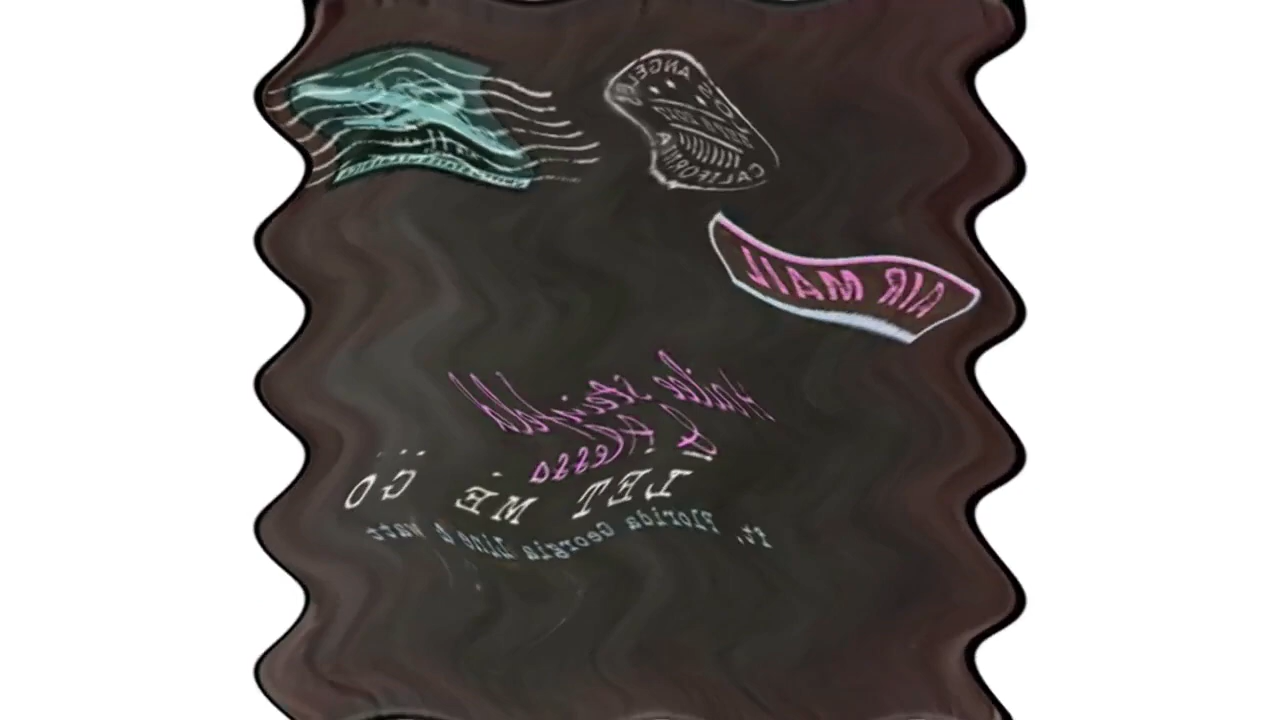 LOS ANGELES
CALIFORNIA
AIR MAIL
Hailee Steinfeld
& Alesso
LET ME GO
ft. Florida Georgia Line & watt